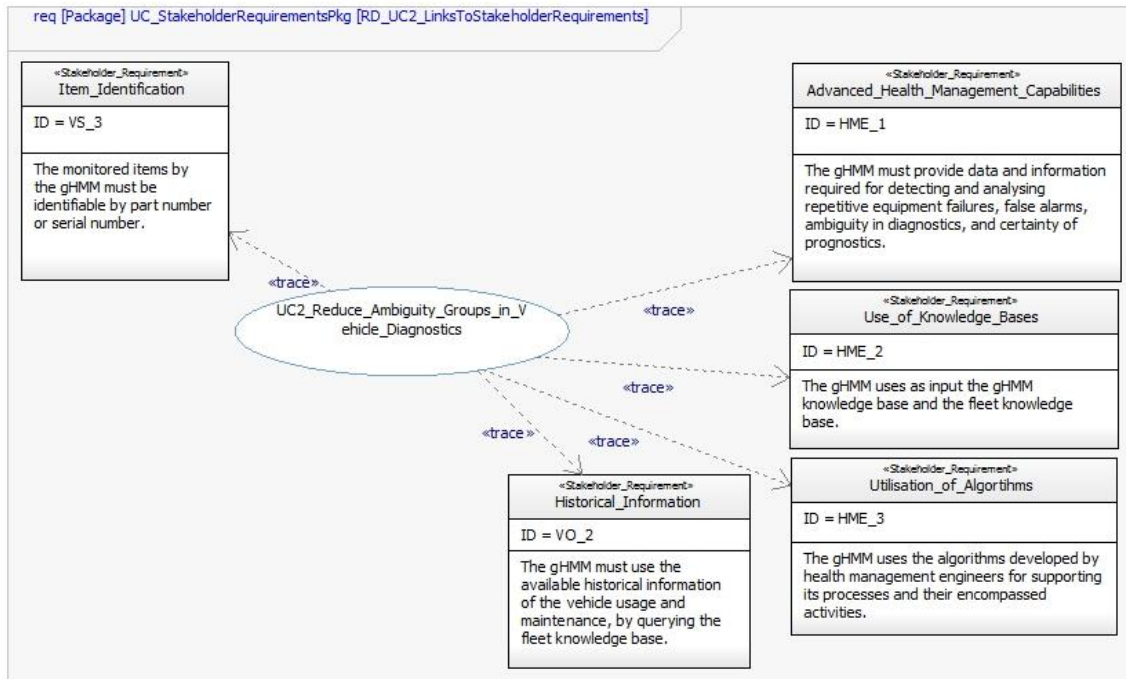 req [Package] UC_StakeholderRequirementsPkg [RD_UC2_LinksToStakeholderRequirements]
«Stakeholder_Requirement»
Item_Identification
ID = VS_3
The monitored items by
the gHMM must be
identifiable by part number
or serial number.
«Stakeholder_Requirement»
Advanced_Health_Management_Capabilities
ID = HME_1
The gHMM must provide data and information
required for detecting and analysing
repetitive equipment failures, false alarms,
ambiguity in diagnostics, and certainty of
prognostics.
«trace»
UC2_Reduce_Ambiguity_Groups_in_V
ehicle_Diagnostics
«trace»
«Stakeholder_Requirement»
Use_of_Knowledge_Bases
ID = HME_2
The gHMM uses as input the gHMM
knowledge base and the fleet knowledge
base.
«trace»
«trace»
«trace»
«Stakeholder_Requirement»
Historical_Information
ID = VO_2
The gHMM must use the
available historical information
of the vehicle usage and
maintenance, by querying the
fleet knowledge base.
«Stakeholder_Requirement»
Utilisation_of_Algortihms
ID = HME_3
The gHMM uses the algorithms developed by
health management engineers for supporting
its processes and their encompassed
activities.